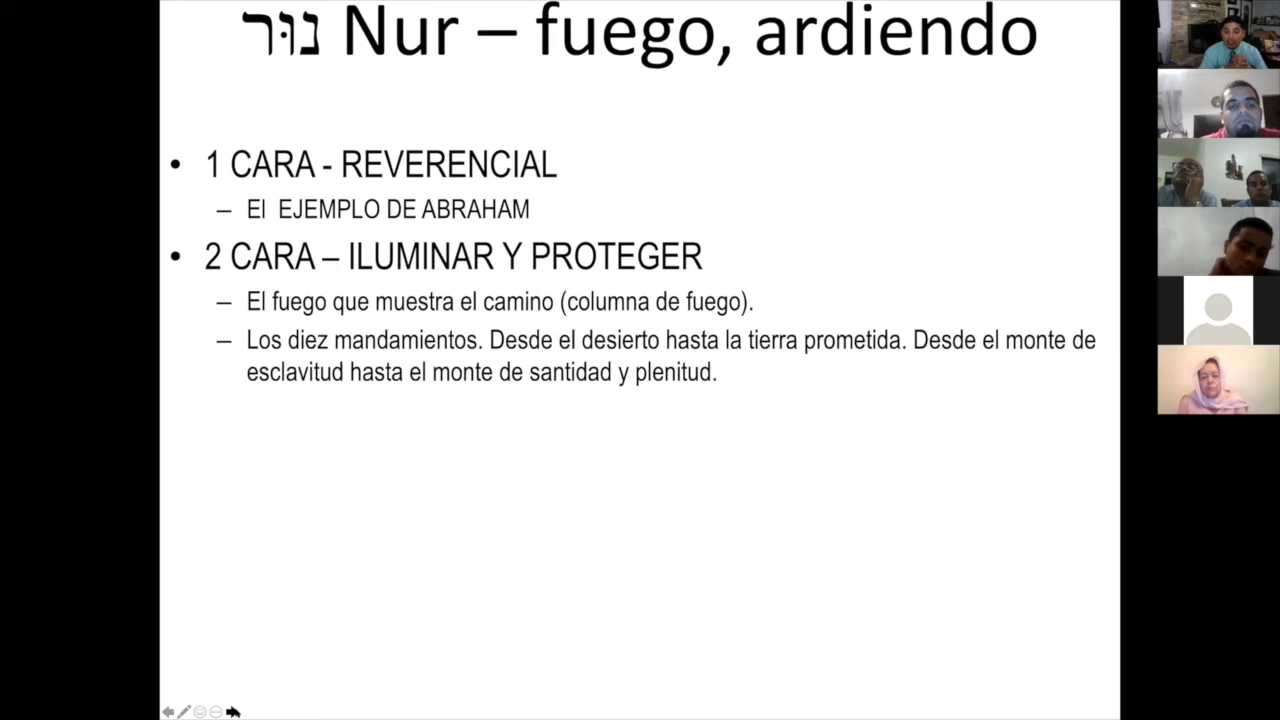 נוּר Nur – fuego, ardiendo
• 1 CARA - REVERENCIAL
– El EJEMPLO DE ABRAHAM
• 2 CARA – ILUMINAR Y PROTEGER
– El fuego que muestra el camino (columna de fuego).
– Los diez mandamientos. Desde el desierto hasta la tierra prometida. Desde el monte de
esclavitud hasta el monte de santidad y plenitud.